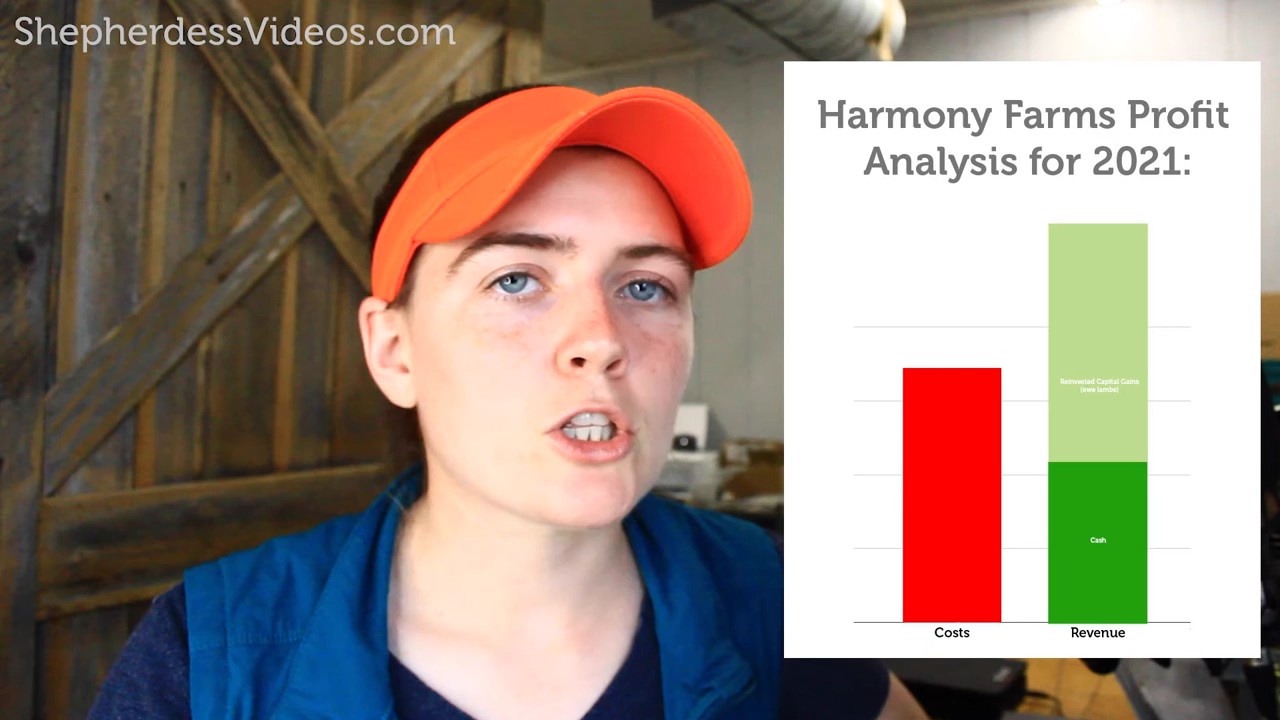 ShepherdessVideos.com
Harmony Farms Profit
Analysis for 2021:
Reinvested Capital Gains
(ewe lambs)
Cash
Costs
Revenue